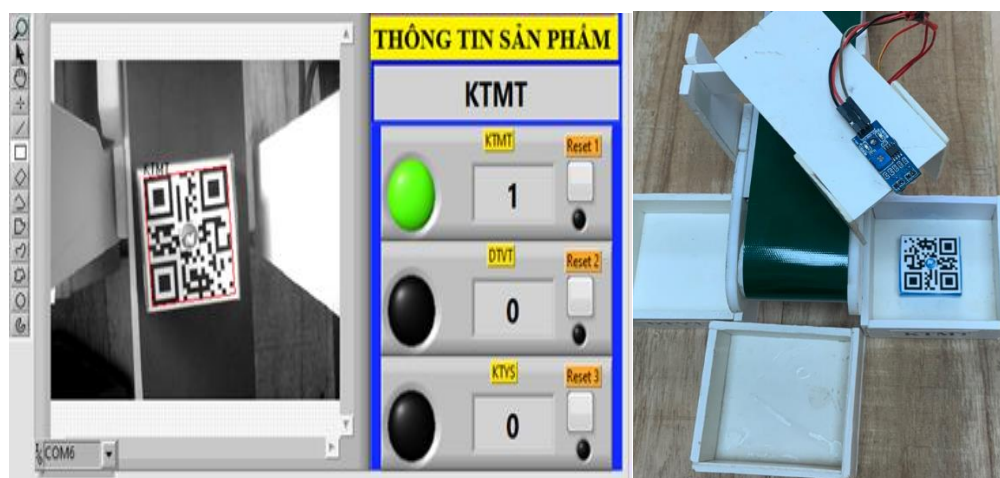 THÔNG TIN SẢN PHẨM
KTMT
KTMT
KTMT
Reset 1
1
DTVT
Reset 2
0
KTYS
Reset 3
0
COM6
KTMT